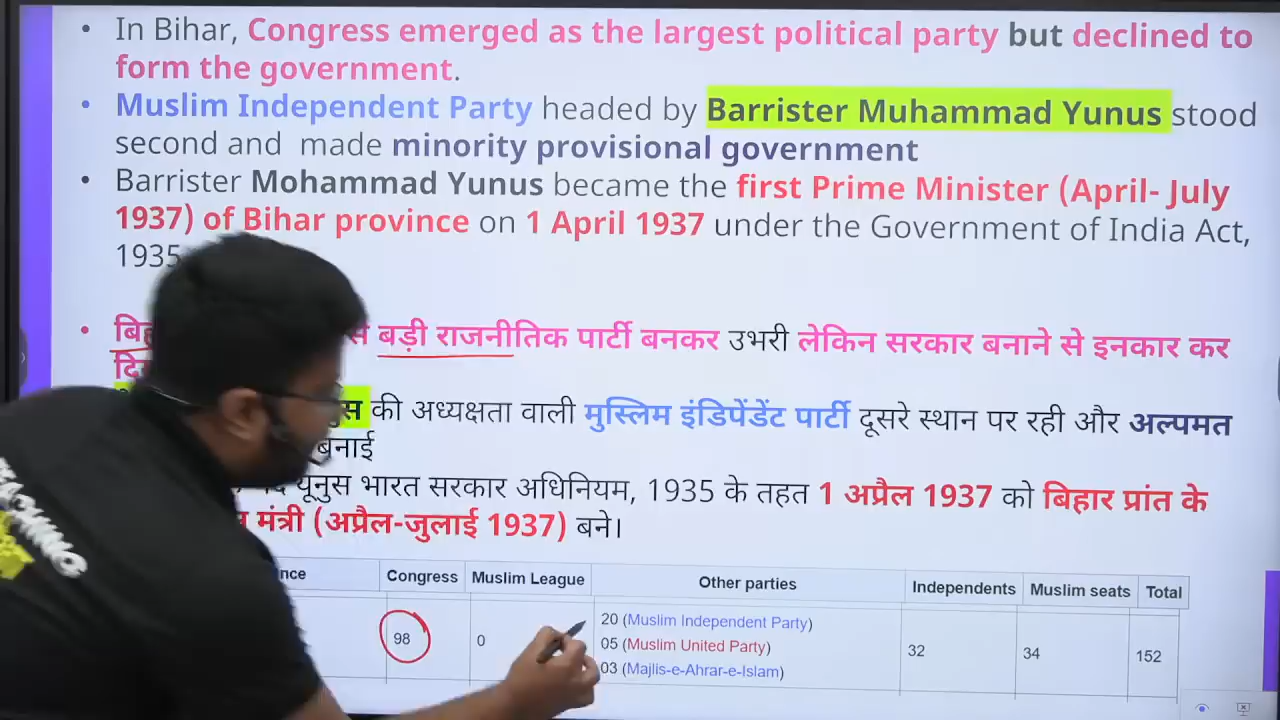 • In Bihar, Congress emerged as the largest political party but declined to
form the government.
• Muslim Independent Party headed by Barrister Muhammad Yunus stood
second and made minority provisional government
• Barrister Mohammad Yunus became the first Prime Minister (April- July
1937) of Bihar province on 1 April 1937 under the Government of India Act,
1935
• बड़ी राजनीतिक पार्टी बनकर उभरी लेकिन सरकार बनाने से इनकार कर
की अध्यक्षता वाली मुस्लिम इंडिपेंडेंट पार्टी दूसरे स्थान पर रही और अल्पमत
बनाई
यूनुस भारत सरकार अधिनियम, 1935 के तहत 1 अप्रैल 1937 को बिहार प्रांत के
मंत्री (अप्रैल-जुलाई 1937) बने।
Congress Muslim League Other parties Independents Muslim seats Total
20 (Muslim Independent Party)
98 0 05 (Muslim United Party) 32 34 152
03 (Majlis-e-Ahrar-e-Islam)